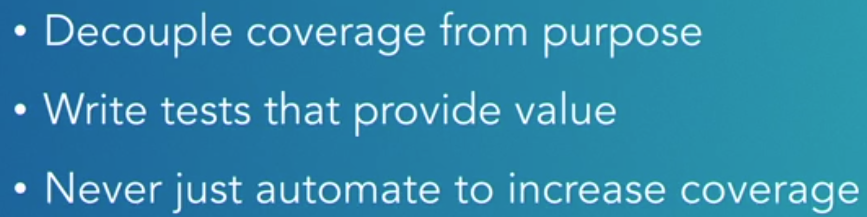 • Decouple coverage from purpose
• Write tests that provide value
• Never just automate to increase coverage